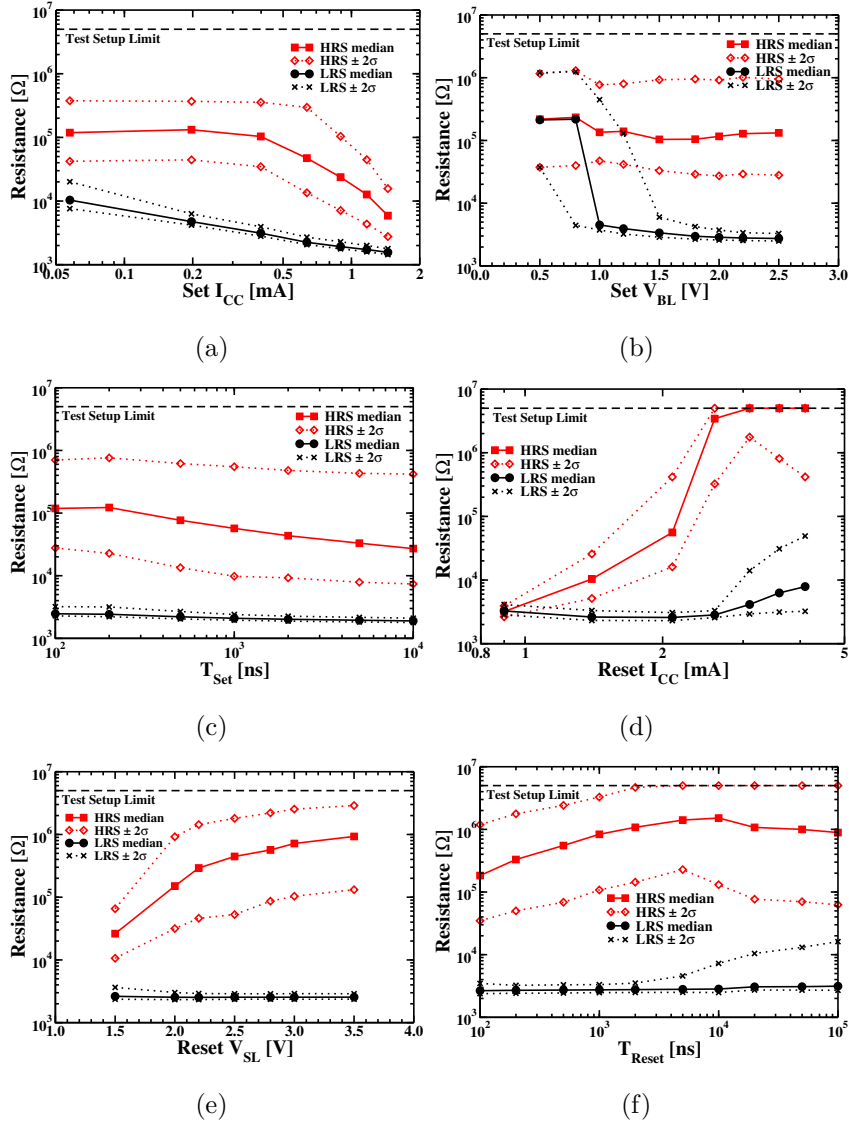 10^7
10^6
10^5
10^4
10^3
Resistance [Ω]
Test Setup Limit
HRS median
HRS ± 2σ
LRS median
LRS ± 2σ
0.05 0.1 0.2 0.5 1 2
Set I_CC [mA]
(a)
10^7
10^6
10^5
10^4
10^3
Resistance [Ω]
Test Setup Limit
HRS median
HRS ± 2σ
LRS median
LRS ± 2σ
0.0 0.5 1.0 1.5 2.0 2.5 3.0
Set V_BL [V]
(b)
10^7
10^6
10^5
10^4
10^3
Resistance [Ω]
Test Setup Limit
HRS median
HRS ± 2σ
LRS median
LRS ± 2σ
10^2 10^3 10^4
T_Set [ns]
(c)
10^7
10^6
10^5
10^4
10^3
Resistance [Ω]
Test Setup Limit
HRS median
HRS ± 2σ
LRS median
LRS ± 2σ
0.8 1 2 5
Reset I_CC [mA]
(d)
10^7
10^6
10^5
10^4
10^3
Resistance [Ω]
Test Setup Limit
HRS median
HRS ± 2σ
LRS median
LRS ± 2σ
1.0 1.5 2.0 2.5 3.0 3.5 4.0
Reset V_SL [V]
(e)
10^7
10^6
10^5
10^4
10^3
Resistance [Ω]
Test Setup Limit
HRS median
HRS ± 2σ
LRS median
LRS ± 2σ
10^2 10^3 10^4 10^5
T_Reset [ns]
(f)